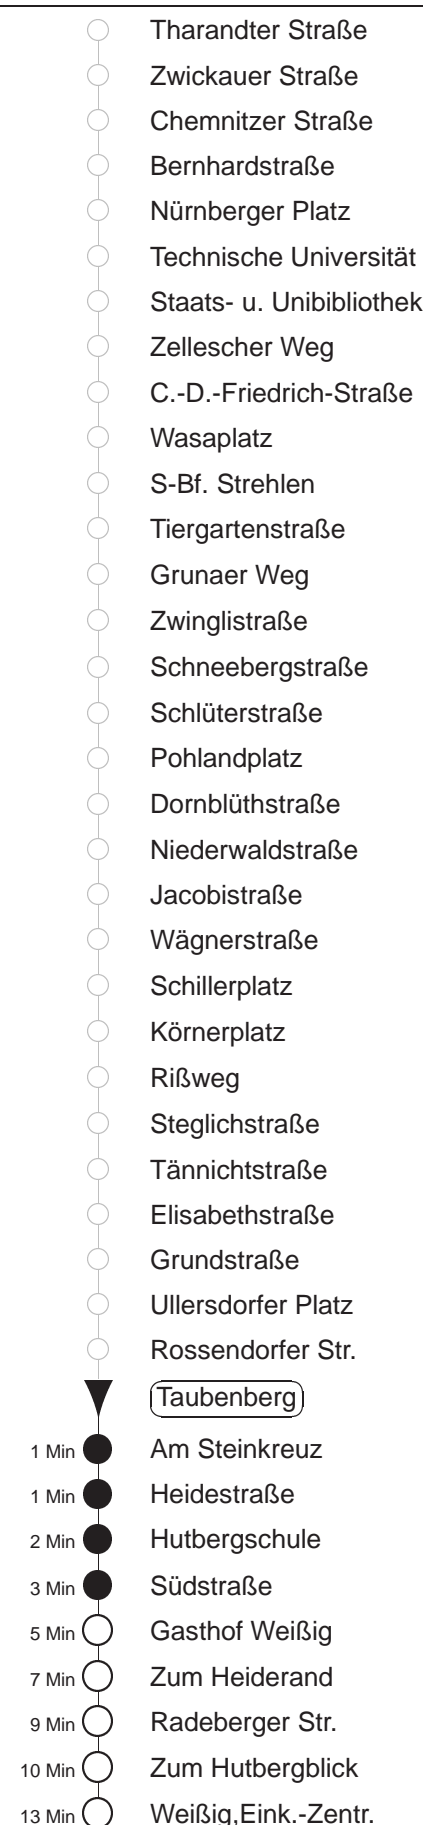 Tharandter Straße
Zwickauer Straße
Chemnitzer Straße
Bernhardstraße
Nürnberger Platz
Technische Universität
Staats- u. Unibibliothek
Zellescher Weg
C.-D.-Friedrich-Straße
Wasaplatz
S-Bf. Strehlen
Tiergartenstraße
Grunaer Weg
Zwinglistraße
Schneebergstraße
Schlüterstraße
Pohlandplatz
Dornblüthstraße
Niederwaldstraße
Jacobistraße
Wägnerstraße
Schillerplatz
Körnerplatz
Rißweg
Steglichstraße
Tännichtstraße
Elisabethstraße
Grundstraße
Ullersdorfer Platz
Rossendorfer Str.
Taubenberg
1 Min Am Steinkreuz
1 Min Heidestraße
2 Min Hutbergschule
3 Min Südstraße
5 Min Gasthof Weißig
7 Min Zum Heiderand
9 Min Radeberger Str.
10 Min Zum Hutbergblick
13 Min Weißig,Eink.-Zentr.